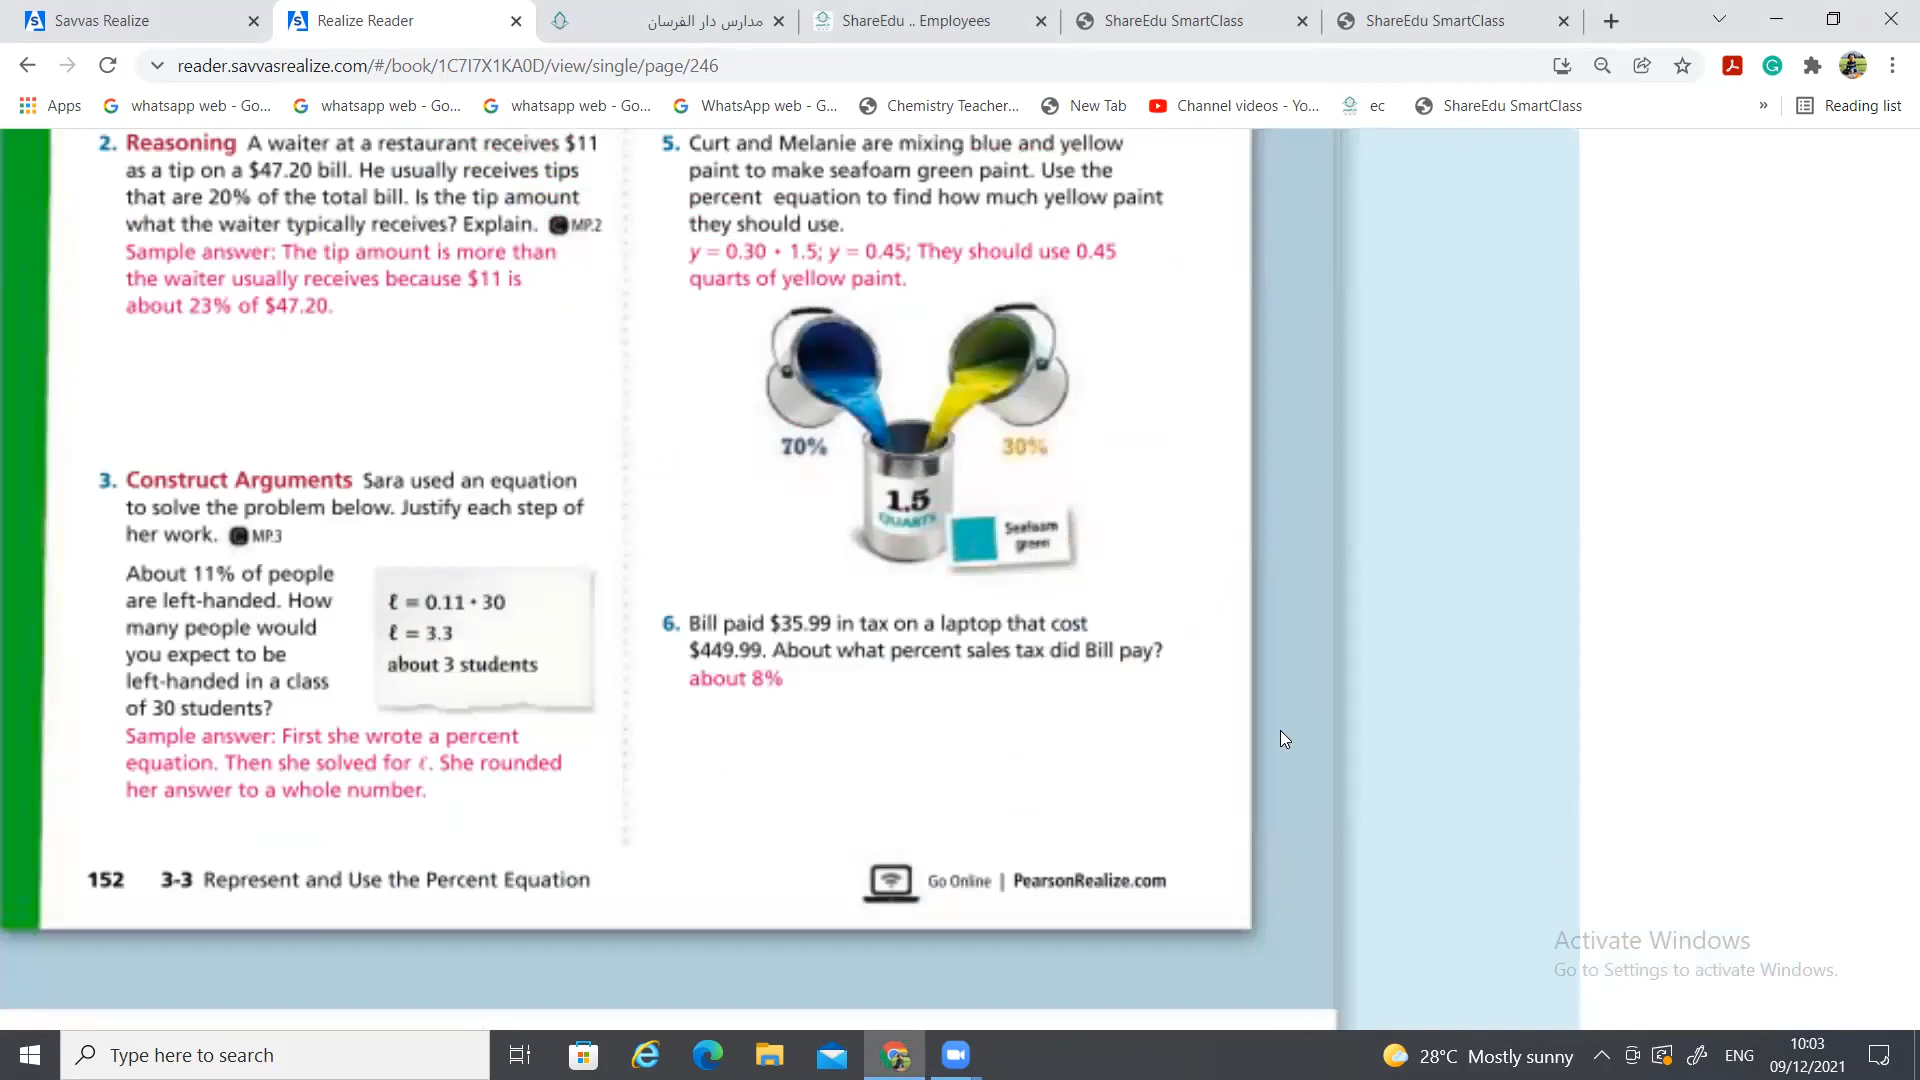 Savvas Realize
Realize Reader
مدارس دار الفرسان
ShareEdu .. Employees
ShareEdu SmartClass
ShareEdu SmartClass
reader.savvasrealize.com/#/book/1C7I7X1KA0D/view/single/page/246
Apps
whatsapp web - Go...
whatsapp web - Go...
whatsapp web - Go...
WhatsApp web - G...
Chemistry Teacher...
New Tab
Channel videos - Yo...
ec
ShareEdu SmartClass
»
Reading list
2. Reasoning A waiter at a restaurant receives $11
as a tip on a $47.20 bill. He usually receives tips
that are 20% of the total bill. Is the tip amount
what the waiter typically receives? Explain. MP.2
Sample answer: The tip amount is more than
the waiter usually receives because $11 is
about 23% of $47.20.
3. Construct Arguments Sara used an equation
to solve the problem below. Justify each step of
her work. MP.3
About 11% of people
are left-handed. How
many people would
you expect to be
left-handed in a class
of 30 students?
ℓ = 0.11 • 30
ℓ = 3.3
about 3 students
Sample answer: First she wrote a percent
equation. Then she solved for ℓ. She rounded
her answer to a whole number.
5. Curt and Melanie are mixing blue and yellow
paint to make seafoam green paint. Use the
percent equation to find how much yellow paint
they should use.
y = 0.30 • 1.5; y = 0.45; They should use 0.45
quarts of yellow paint.
70%
30%
1.5
QUARTS
Seafoam
green
6. Bill paid $35.99 in tax on a laptop that cost
$449.99. About what percent sales tax did Bill pay?
about 8%
152 3-3 Represent and Use the Percent Equation
Go Online | PearsonRealize.com
Activate Windows
Go to Settings to activate Windows.
Type here to search
28°C Mostly sunny
ENG
10:03
09/12/2021